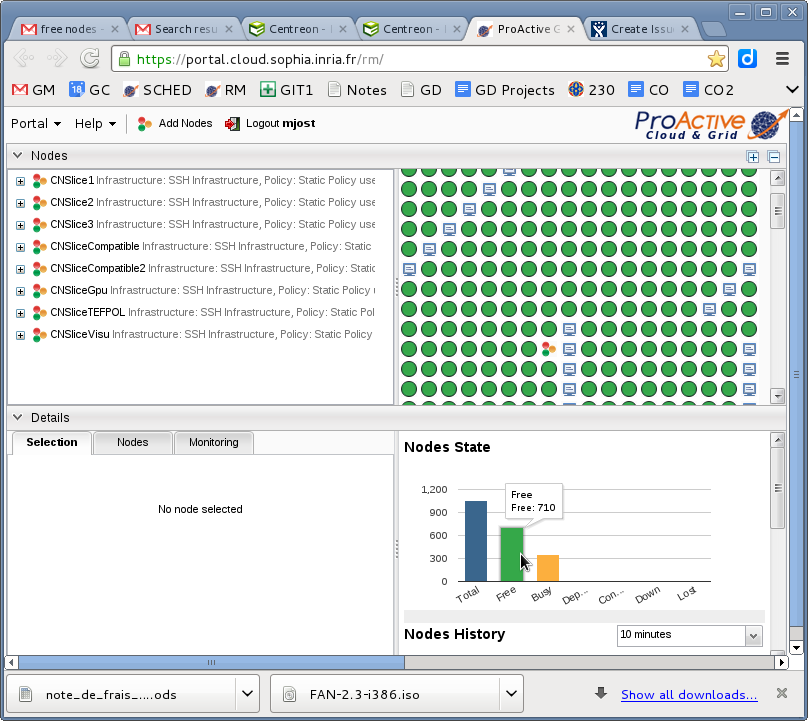 free nodes -
Search resu
Centreon - I
Centreon - I
ProActive G
Create Issu
https://portal.cloud.sophia.inria.fr/rm/
GM
18 GC
SCHED
RM
GIT1
Notes
GD
GD Projects
230
CO
CO2
Portal
Help
Add Nodes
Logout mjost
ProActive
Cloud & Grid
Nodes
CNSlice1 Infrastructure: SSH Infrastructure, Policy: Static Policy use
CNSlice2 Infrastructure: SSH Infrastructure, Policy: Static Policy use
CNSlice3 Infrastructure: SSH Infrastructure, Policy: Static Policy use
CNSliceCompatible Infrastructure: SSH Infrastructure, Policy: Static
CNSliceCompatible2 Infrastructure: SSH Infrastructure, Policy: Static
CNSliceGpu Infrastructure: SSH Infrastructure, Policy: Static Policy
CNSliceTEFPOL Infrastructure: SSH Infrastructure, Policy: Static Pol
CNSliceVisu Infrastructure: SSH Infrastructure, Policy: Static Policy
Details
Selection
Nodes
Monitoring
No node selected
Nodes State
1,200
900
600
300
0
Free
Free: 710
Total
Free
Busy
Dep...
Con...
Down
Lost
Nodes History
10 minutes
note_de_frais_....ods
FAN-2.3-i386.iso
Show all downloads...